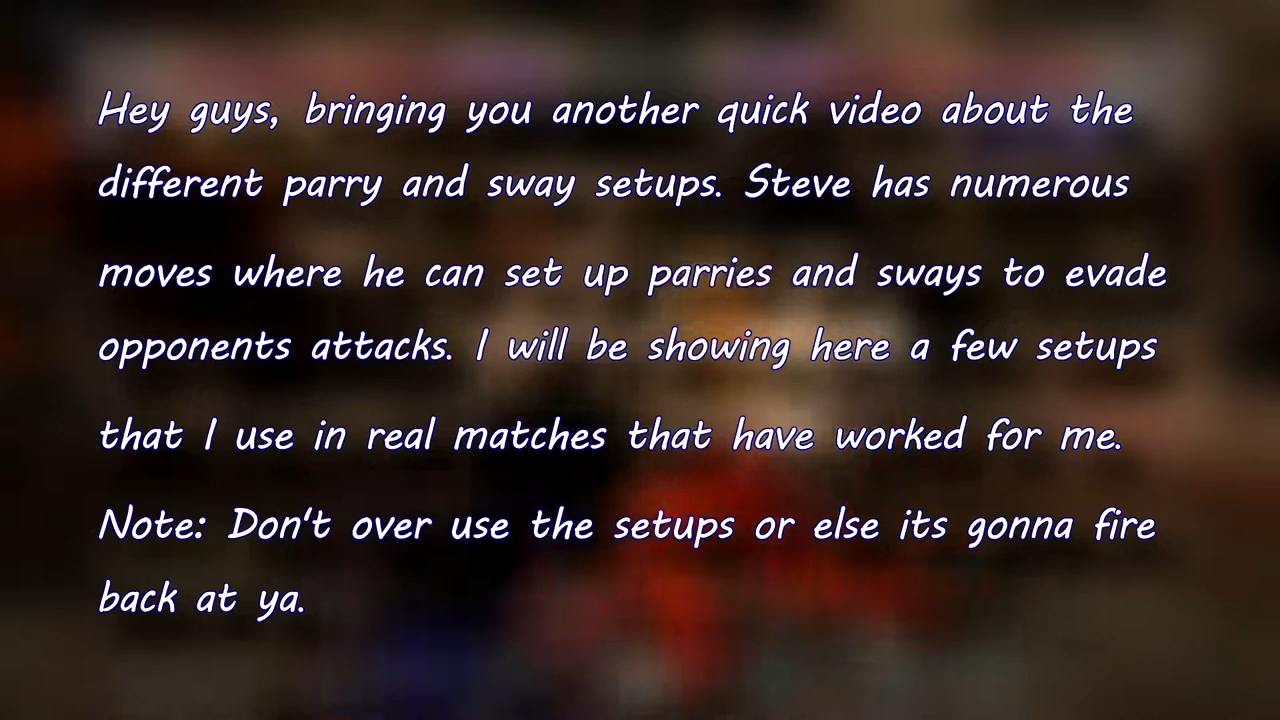 Hey guys, bringing you another quick video about the
different parry and sway setups. Steve has numerous
moves where he can set up parries and sways to evade
opponents attacks. I will be showing here a few setups
that I use in real matches that have worked for me.
Note: Don't over use the setups or else its gonna fire
back at ya.